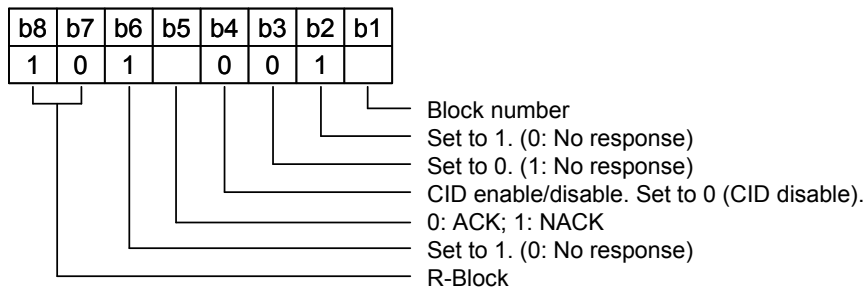 b8 b7 b6 b5 b4 b3 b2 b1
1 0 1 0 0 1
Block number
Set to 1. (0: No response)
Set to 0. (1: No response)
CID enable/disable. Set to 0 (CID disable).
0: ACK; 1: NACK
Set to 1. (0: No response)
R-Block